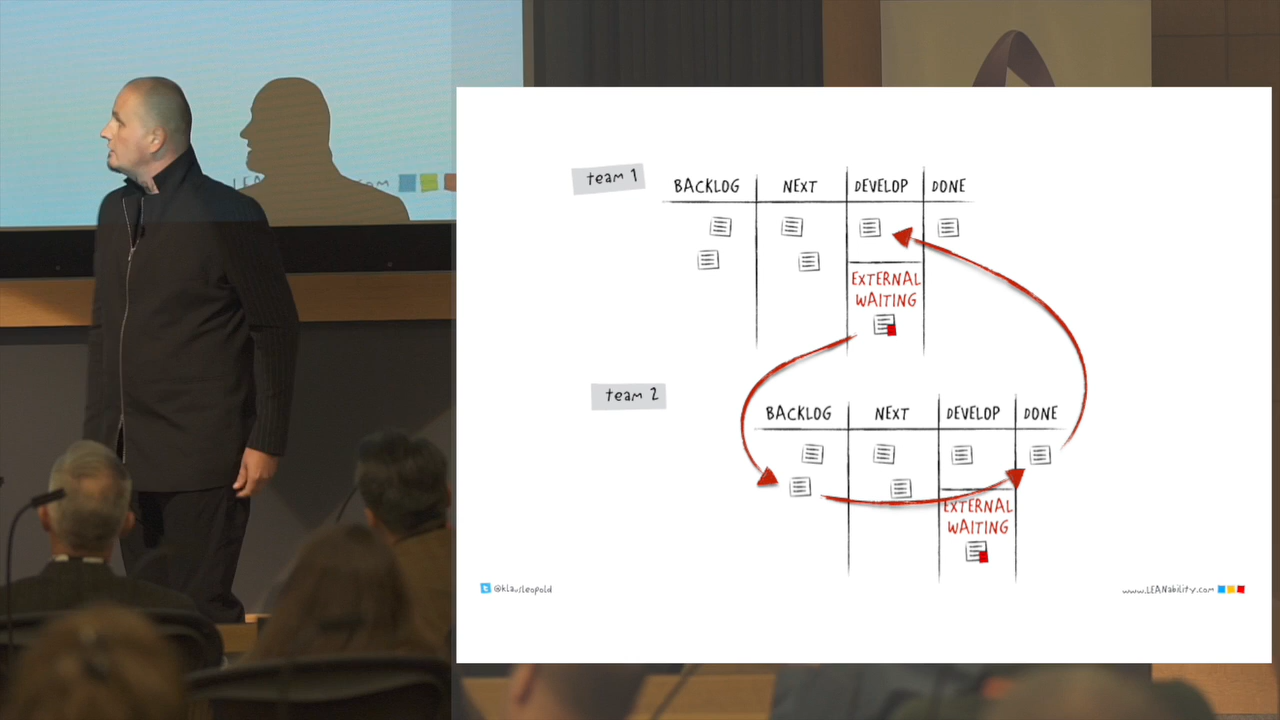 team 1
BACKLOG NEXT DEVELOP DONE
EXTERNAL
WAITING
team 2
BACKLOG NEXT DEVELOP DONE
EXTERNAL
WAITING
@klausleopold
www.LEANability.com